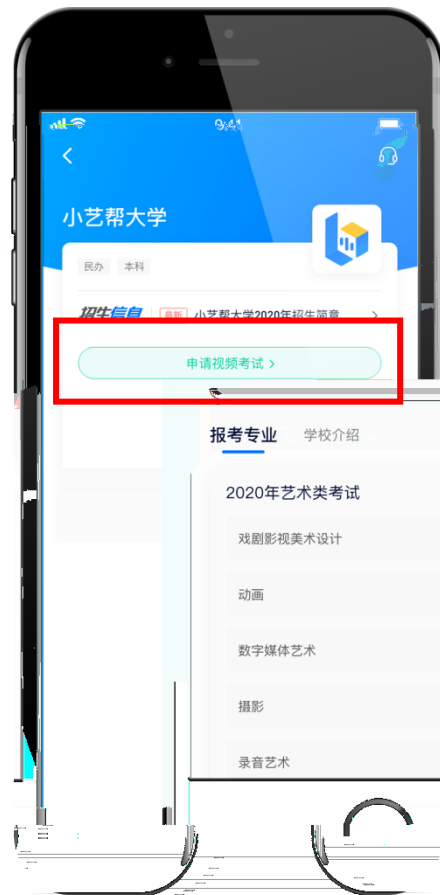 9:41
小艺帮大学
民办 本科
招生信息 最新 小艺帮大学2020年招生简章
申请视频考试
报考专业 学校介绍
2020年艺术类考试
戏剧影视美术设计
动画
数字媒体艺术
摄影
录音艺术